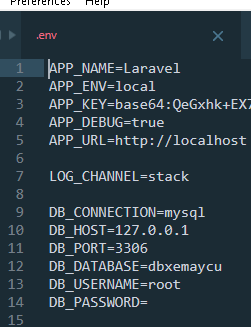 Preferences Help
.env ×
1 APP_NAME=Laravel
2 APP_ENV=local
3 APP_KEY=base64:QeGxhk+EX7
4 APP_DEBUG=true
5 APP_URL=http://localhost
6
7 LOG_CHANNEL=stack
8
9 DB_CONNECTION=mysql
10 DB_HOST=127.0.0.1
11 DB_PORT=3306
12 DB_DATABASE=dbxemaycu
13 DB_USERNAME=root
14 DB_PASSWORD=
15